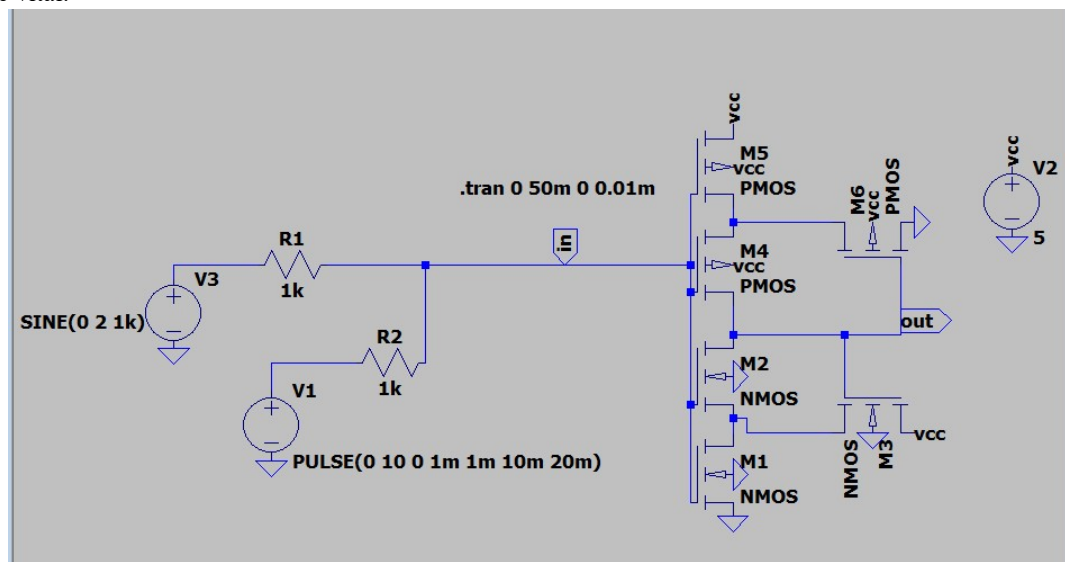 vcc
M5
vcc
PMOS
.tran 0 50m 0 0.01m
M6
vcc
PMOS
vcc
V2
5
R1
1k
in
M4
vcc
PMOS
V3
SINE(0 2 1k)
R2
1k
out
M2
NMOS
V1
PULSE(0 10 0 1m 1m 10m 20m)
NMOS
M3
vcc
M1
NMOS